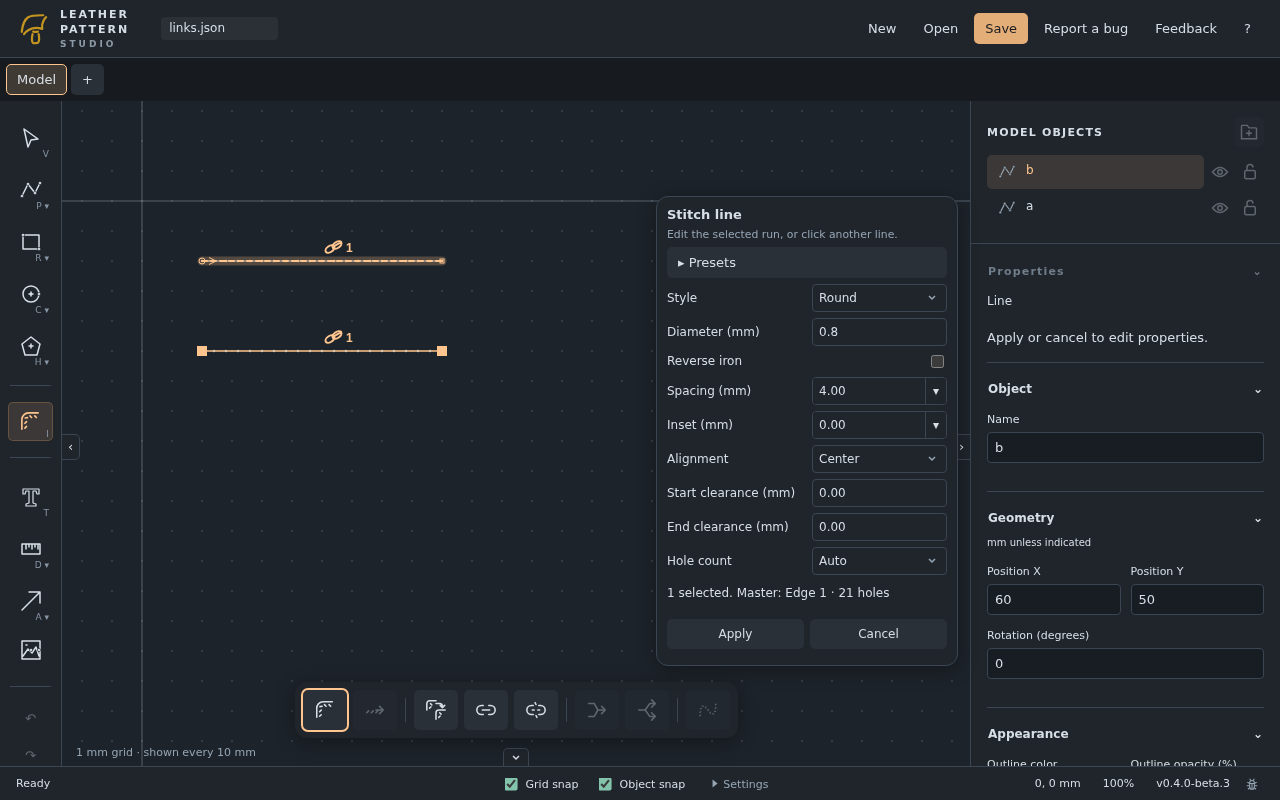 LEATHER
PATTERN
STUDIO
links.json
New
Open
Save
Report a bug
Feedback
?
Model
+
V
P ▾
R ▾
C ▾
H ▾
I
T
D ▾
A ▾
1
1
Stitch line
Edit the selected run, or click another line.
▸ Presets
Style
Round
Diameter (mm)
0.8
Reverse iron
Spacing (mm)
4.00
Inset (mm)
0.00
Alignment
Center
Start clearance (mm)
0.00
End clearance (mm)
0.00
Hole count
Auto
1 selected. Master: Edge 1 · 21 holes
Apply
Cancel
MODEL OBJECTS
b
a
Properties
Line
Apply or cancel to edit properties.
Object
Name
b
Geometry
mm unless indicated
Position X
Position Y
60
50
Rotation (degrees)
0
Appearance
Outline color
Outline opacity (%)
1 mm grid · shown every 10 mm
Ready
Grid snap
Object snap
Settings
0, 0 mm
100%
v0.4.0-beta.3